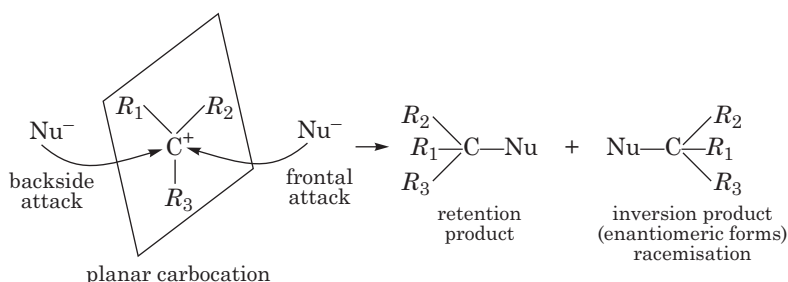 R₁ R₂
Nu⁻ C⁺ Nu⁻
R₃
backside
attack
frontal
attack
planar carbocation
R₂
R₁—C—Nu
R₃
retention
product
+
R₂
Nu—C—R₁
R₃
inversion product
(enantiomeric forms)
racemisation